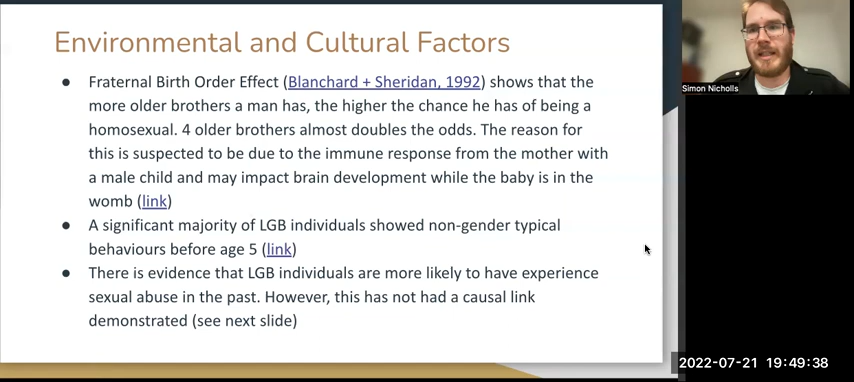 Environmental and Cultural Factors
● Fraternal Birth Order Effect (Blanchard + Sheridan, 1992) shows that the
more older brothers a man has, the higher the chance he has of being a
homosexual. 4 older brothers almost doubles the odds. The reason for
this is suspected to be due to the immune response from the mother with
a male child and may impact brain development while the baby is in the
womb (link)
● A significant majority of LGB individuals showed non-gender typical
behaviours before age 5 (link)
● There is evidence that LGB individuals are more likely to have experience
sexual abuse in the past. However, this has not had a causal link
demonstrated (see next slide)
Simon Nicholls
2022-07-21 19:49:38